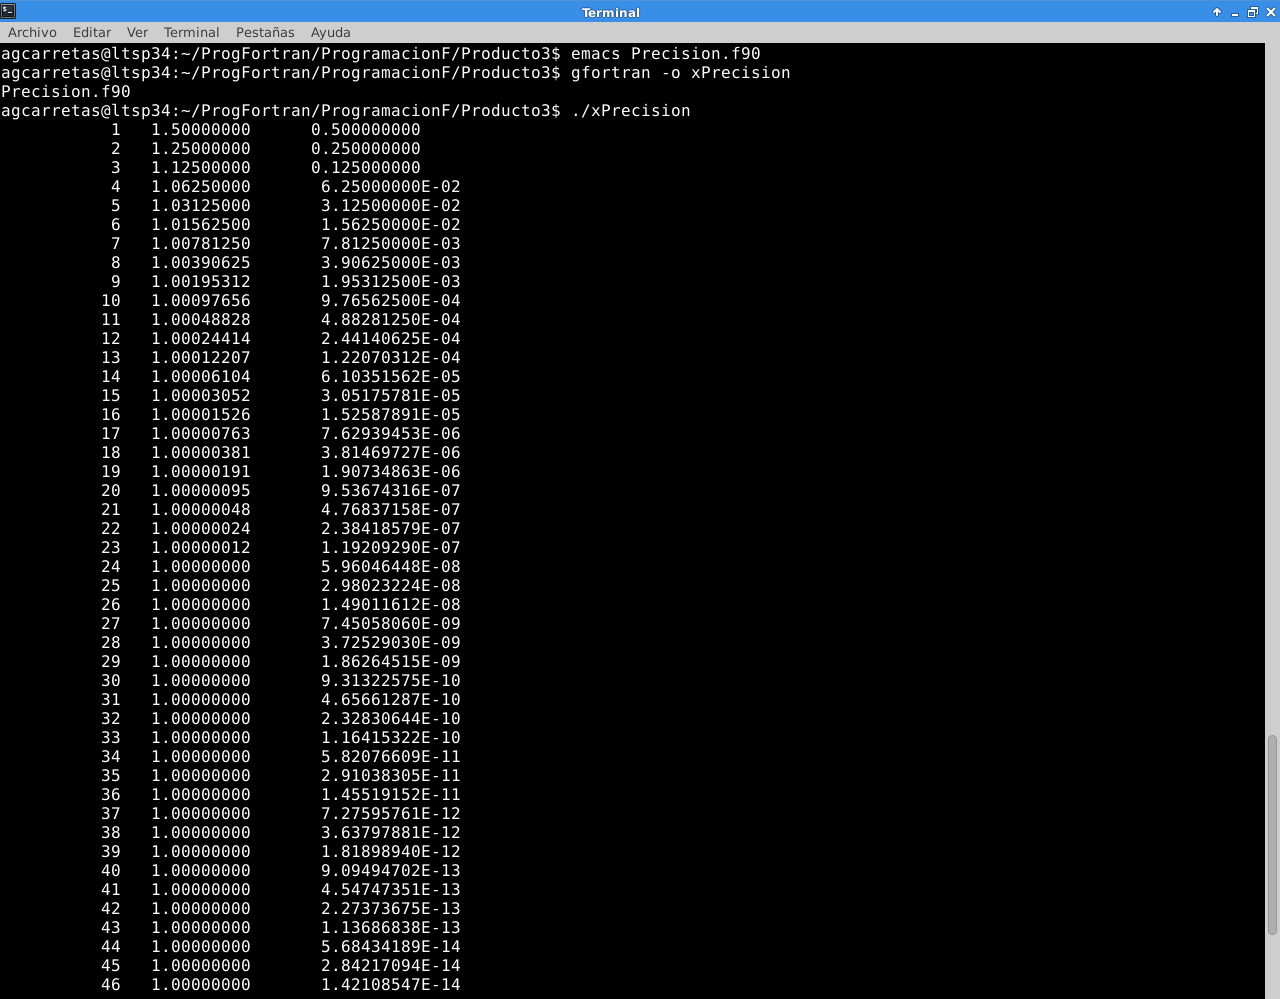 Terminal
Archivo Editar Ver Terminal Pestañas Ayuda
agcarretas@ltsp34:~/ProgFortran/ProgramacionF/Producto3$ emacs Precision.f90
agcarretas@ltsp34:~/ProgFortran/ProgramacionF/Producto3$ gfortran -o xPrecision
Precision.f90
agcarretas@ltsp34:~/ProgFortran/ProgramacionF/Producto3$ ./xPrecision
1 1.50000000 0.500000000
2 1.25000000 0.250000000
3 1.12500000 0.125000000
4 1.06250000 6.25000000E-02
5 1.03125000 3.12500000E-02
6 1.01562500 1.56250000E-02
7 1.00781250 7.81250000E-03
8 1.00390625 3.90625000E-03
9 1.00195312 1.95312500E-03
10 1.00097656 9.76562500E-04
11 1.00048828 4.88281250E-04
12 1.00024414 2.44140625E-04
13 1.00012207 1.22070312E-04
14 1.00006104 6.10351562E-05
15 1.00003052 3.05175781E-05
16 1.00001526 1.52587891E-05
17 1.00000763 7.62939453E-06
18 1.00000381 3.81469727E-06
19 1.00000191 1.90734863E-06
20 1.00000095 9.53674316E-07
21 1.00000048 4.76837158E-07
22 1.00000024 2.38418579E-07
23 1.00000012 1.19209290E-07
24 1.00000000 5.96046448E-08
25 1.00000000 2.98023224E-08
26 1.00000000 1.49011612E-08
27 1.00000000 7.45058060E-09
28 1.00000000 3.72529030E-09
29 1.00000000 1.86264515E-09
30 1.00000000 9.31322575E-10
31 1.00000000 4.65661287E-10
32 1.00000000 2.32830644E-10
33 1.00000000 1.16415322E-10
34 1.00000000 5.82076609E-11
35 1.00000000 2.91038305E-11
36 1.00000000 1.45519152E-11
37 1.00000000 7.27595761E-12
38 1.00000000 3.63797881E-12
39 1.00000000 1.81898940E-12
40 1.00000000 9.09494702E-13
41 1.00000000 4.54747351E-13
42 1.00000000 2.27373675E-13
43 1.00000000 1.13686838E-13
44 1.00000000 5.68434189E-14
45 1.00000000 2.84217094E-14
46 1.00000000 1.42108547E-14